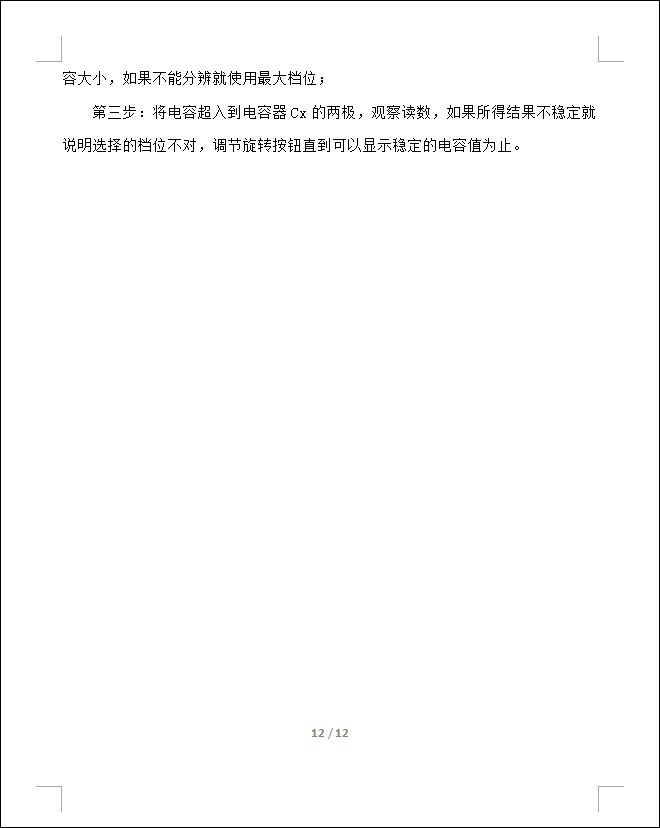 容大小，如果不能分辨就使用最大档位；
第三步：将电容超入到电容器 Cx 的两极，观察读数，如果所得结果不稳定就
说明选择的档位不对，调节旋转按钮直到可以显示稳定的电容值为止。
12 / 12